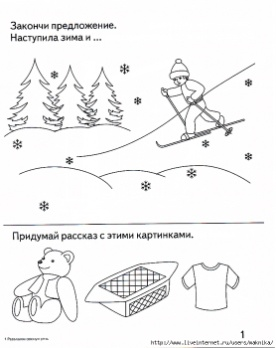 Закончи предложение.
Наступила зима и ...
Придумай рассказ с этими картинками.
1